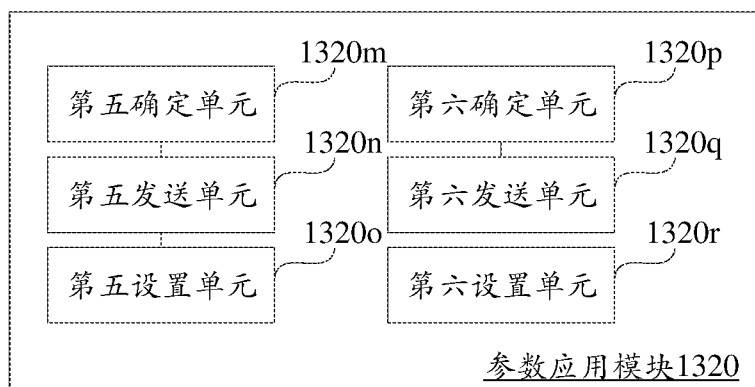 1320m
第五确定单元
1320n
第五发送单元
1320o
第五设置单元
1320p
第六确定单元
1320q
第六发送单元
1320r
第六设置单元
参数应用模块1320